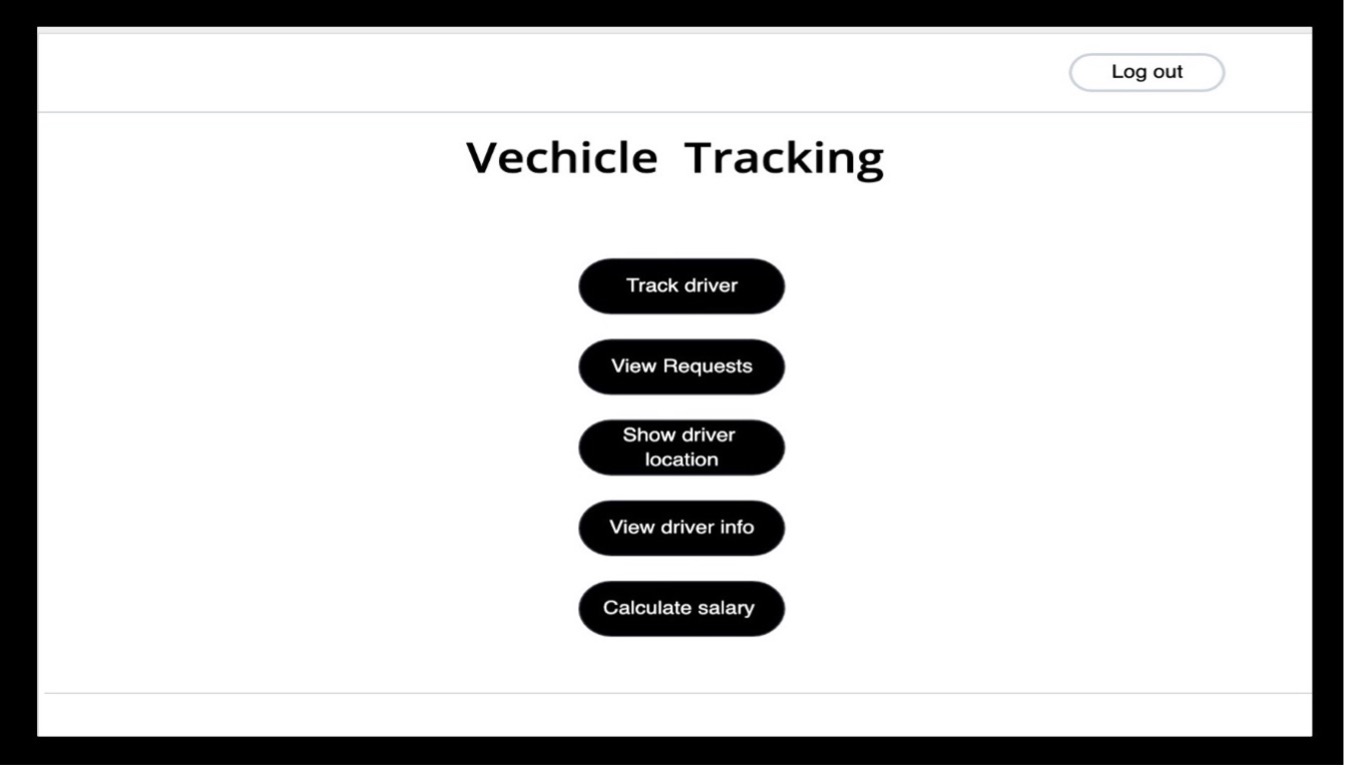 Log out
Vechicle Tracking
Track driver
View Requests
Show driver
location
View driver info
Calculate salary